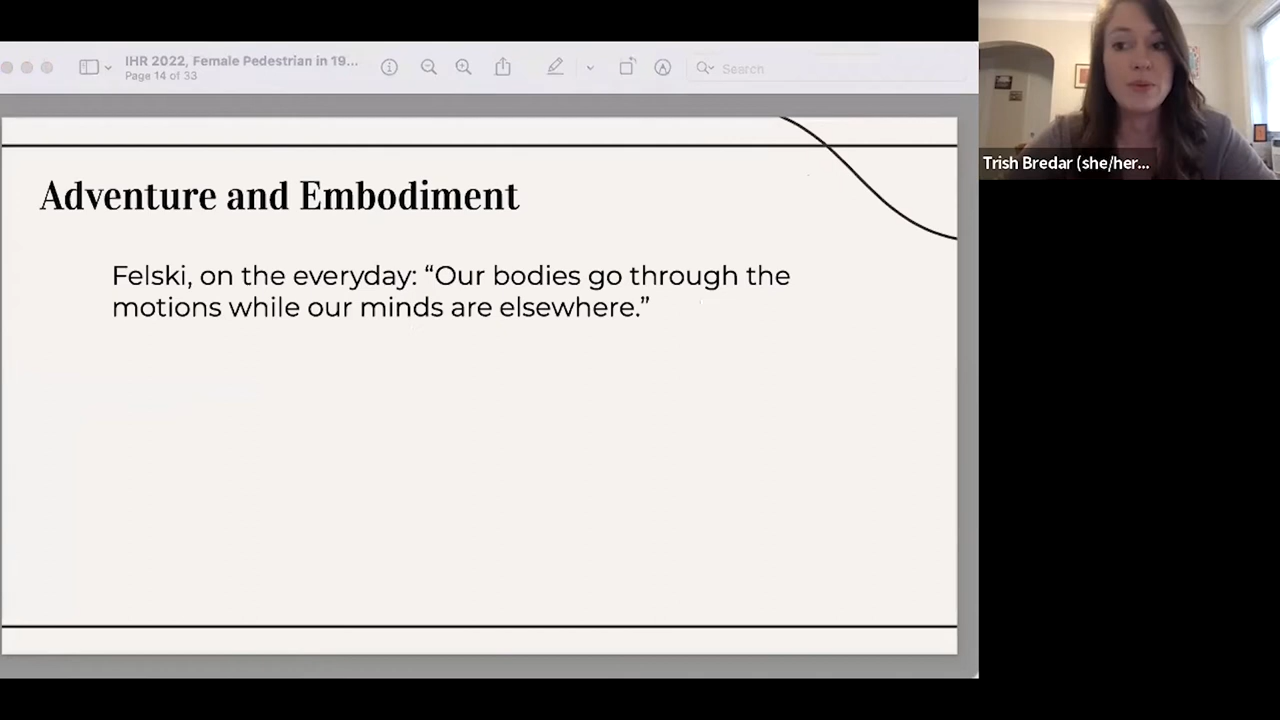 IHR 2022, Female Pedestrian in 19...
Page 14 of 33
Search
Trish Bredar (she/her...
Adventure and Embodiment
Felski, on the everyday: “Our bodies go through the
motions while our minds are elsewhere.”